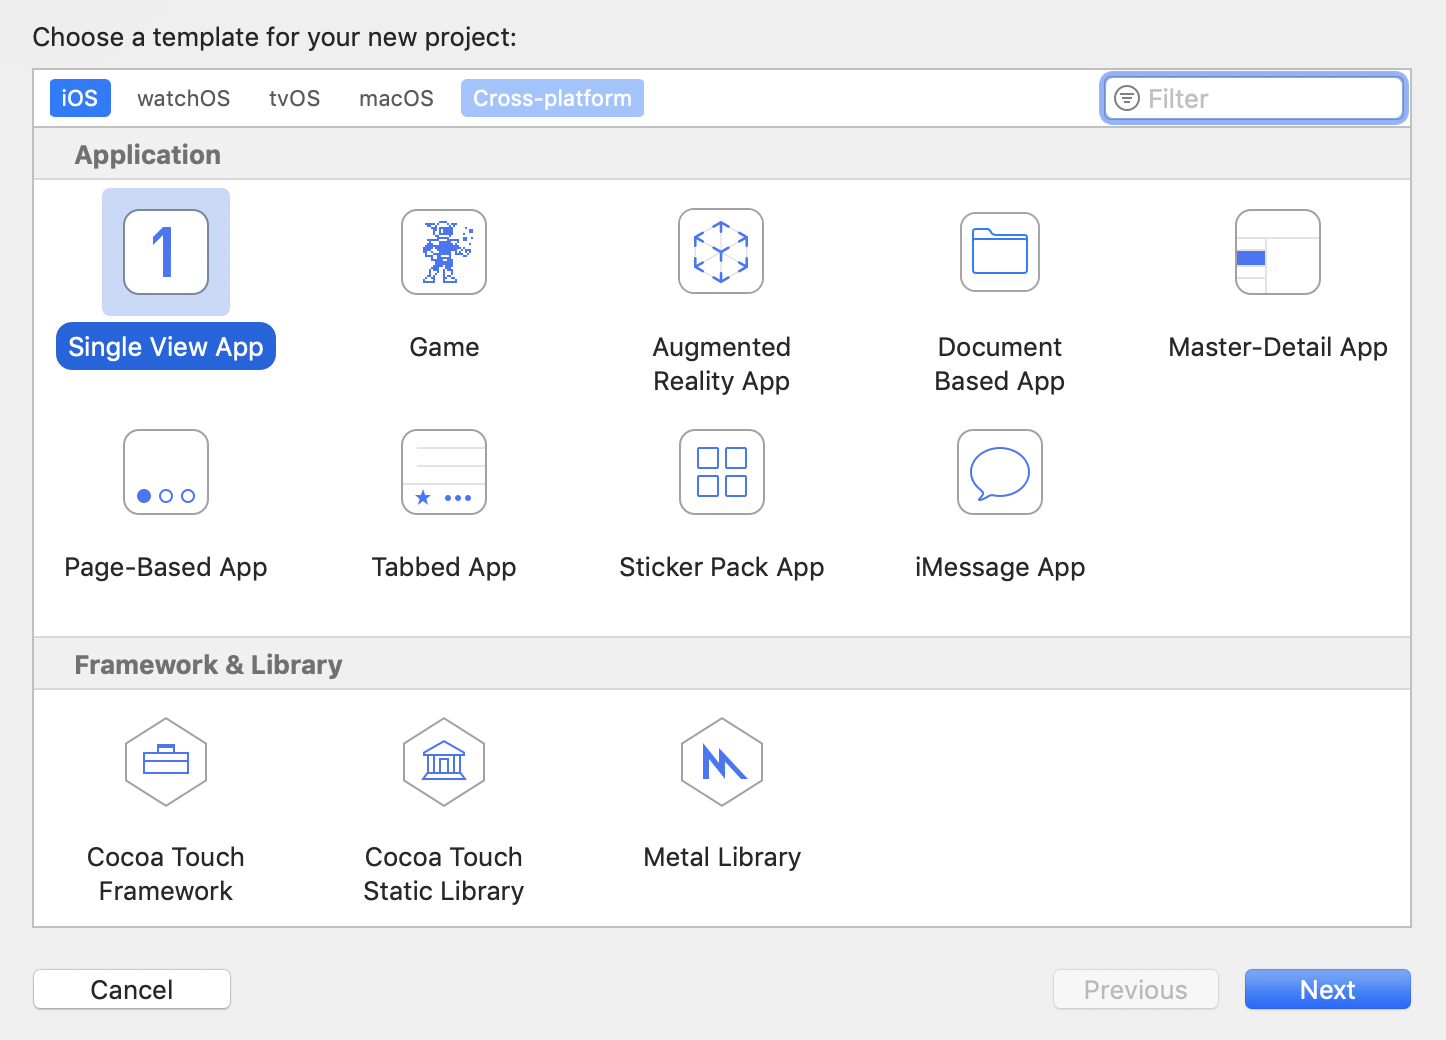 Choose a template for your new project:
iOS watchOS tvOS macOS Cross-platform Filter
Application
1
Single View App Game Augmented Reality App Document Based App Master-Detail App
Page-Based App Tabbed App Sticker Pack App iMessage App
Framework & Library
Cocoa Touch Framework Cocoa Touch Static Library Metal Library
Cancel Previous Next